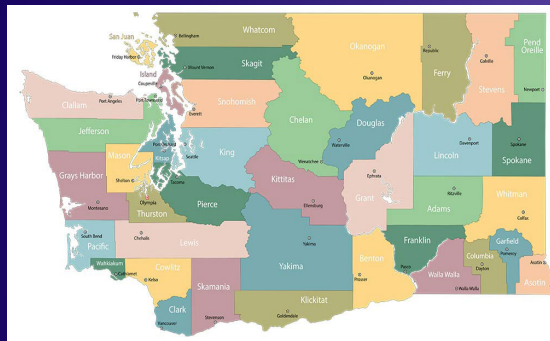 San Juan
Friday Harbor
Bellingham
Whatcom
Okanogan
Okanogan
Republic
Ferry
Pend
Oreille
Colville
Stevens
Newport
Mount Vernon
Skagit
Island
Coupeville
Clallam
Port Angeles
Port Townsend
Snohomish
Everett
Chelan
Douglas
Waterville
Wenatchee
Jefferson
Port Orchard
Kitsap
Seattle
King
Lincoln
Davenport
Spokane
Spokane
Grays Harbor
Mason
Shelton
Montesano
Tacoma
Olympia
Thurston
Pierce
Kittitas
Ellensburg
Ephrata
Grant
Ritzville
Adams
Whitman
Colfax
South Bend
Pacific
Chehalis
Lewis
Yakima
Yakima
Benton
Prosser
Franklin
Pasco
Walla Walla
Walla Walla
Columbia
Dayton
Garfield
Pomeroy
Asotin
Asotin
Wahkiakum
Cathlamet
Cowlitz
Kelso
Skamania
Stevenson
Clark
Vancouver
Klickitat
Goldendale